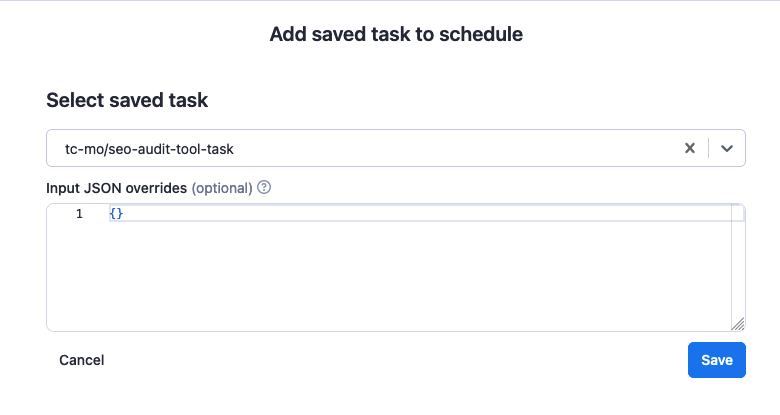 Add saved task to schedule
Select saved task
tc-mo/seo-audit-tool-task
Input JSON overrides (optional)
1 {}
Cancel
Save